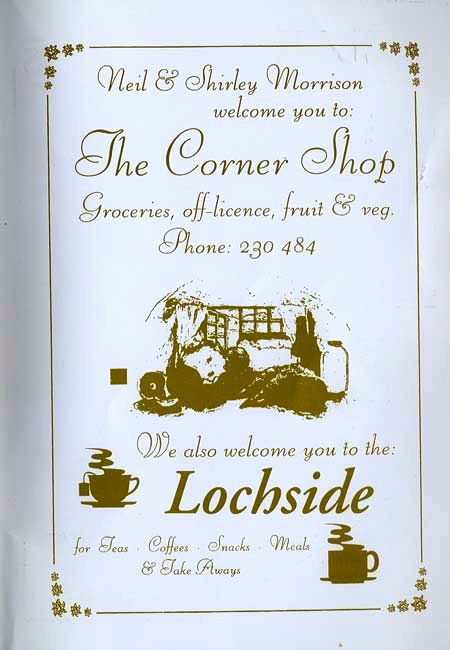 Neil & Shirley Morrison
welcome you to:
The Corner Shop
Groceries, off-licence, fruit & veg.
Phone: 230 484
We also welcome you to the:
Lochside
for Teas · Coffees · Snacks · Meals
& Take Aways